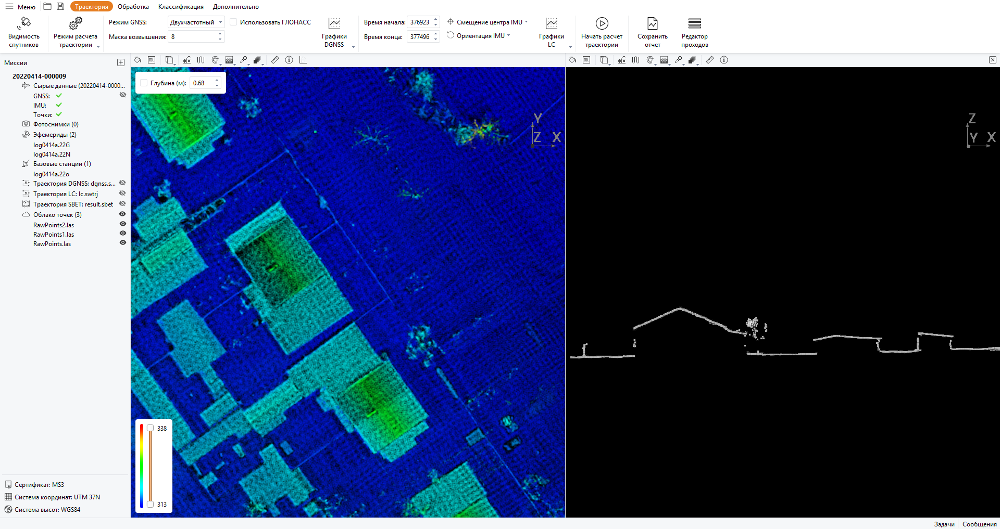 Меню
Траектория
Обработка
Классификация
Дополнительно
Видимость спутников
Режим расчета траектории
Режим GNSS: Двухчастотный
Использовать ГЛОНАСС
Маска возвышения: 8
Графики DGNSS
Время начала: 376923
Время конца: 377496
Смещение центра IMU
Ориентация IMU
Графики LC
Начать расчет траектории
Сохранить отчет
Редактор проходов
Миссии
20220414-000009
Сырые данные (20220414-0000...
GNSS:
IMU:
Точки:
Фотоснимки (0)
Эфемериды (2)
log0414a.22G
log0414a.22N
Базовые станции (1)
log0414a.22o
Траектория DGNSS: dgnss.s...
Траектория LC: lc.swtrj
Траектория SBET: result.sbet
Облако точек (3)
RawPoints2.las
RawPoints1.las
RawPoints.las
Сертификат: MS3
Система координат: UTM 37N
Система высот: WGS84
EDL
Глубина (м): 0.68
Y
Z X
338
313
EDL
Z
Y X
Задачи
Сообщения